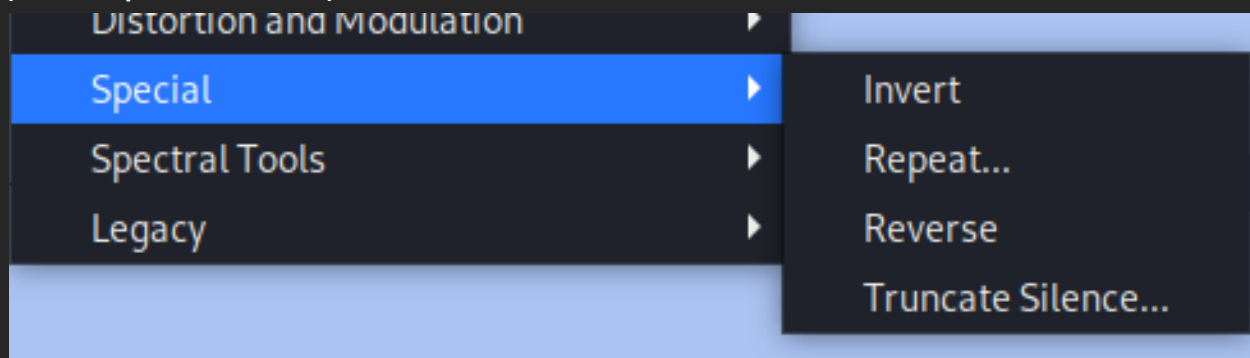 Distortion and Modulation
Special
Spectral Tools
Legacy
Invert
Repeat...
Reverse
Truncate Silence...